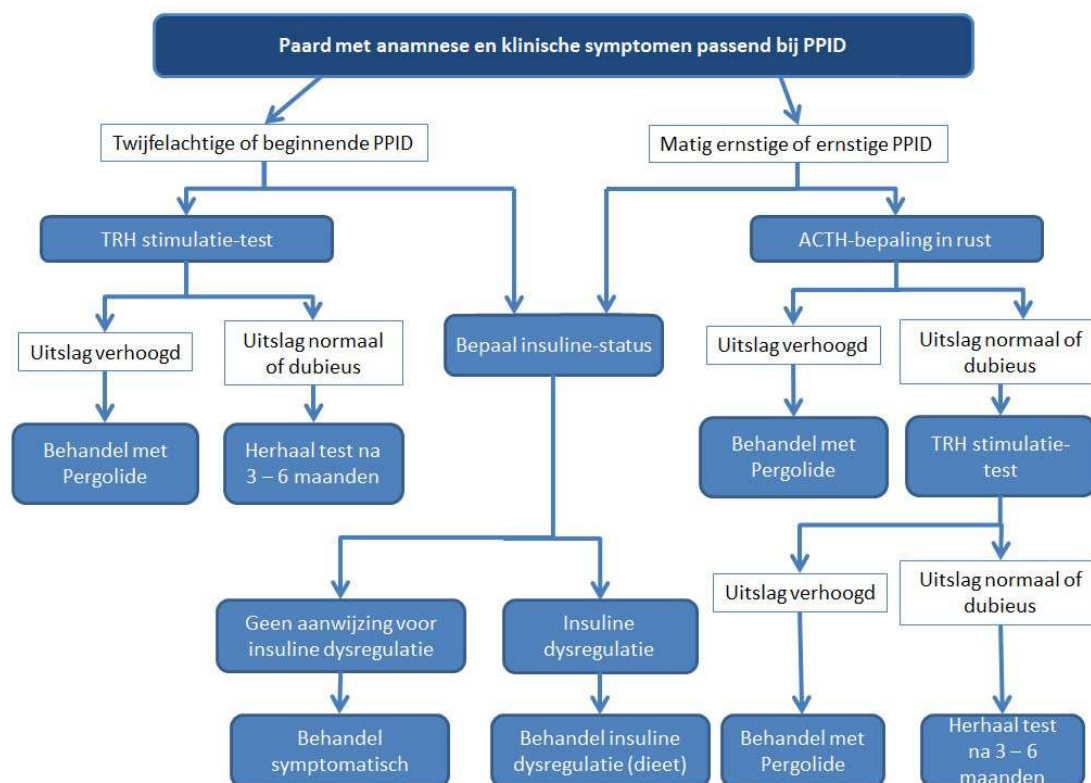 Paard met anamnese en klinische symptomen passend bij PPID
Twijfelachtige of beginnende PPID
Matig ernstige of ernstige PPID
TRH stimulatie-test
ACTH-bepaling in rust
Uitslag verhoogd
Uitslag normaal
of dubieus
Bepaal insuline-status
Uitslag verhoogd
Uitslag normaal of
dubieus
Behandel met
Pergolide
Herhaal test na
3 – 6 maanden
Behandel met
Pergolide
TRH stimulatie-
test
Uitslag verhoogd
Uitslag normaal of
dubieus
Geen aanwijzing voor
insuline dysregulatie
Insuline
dysregulatie
Behandel
symptomatisch
Behandel insuline
dysregulatie (dieet)
Behandel met
Pergolide
Herhaal test
na 3 – 6
maanden